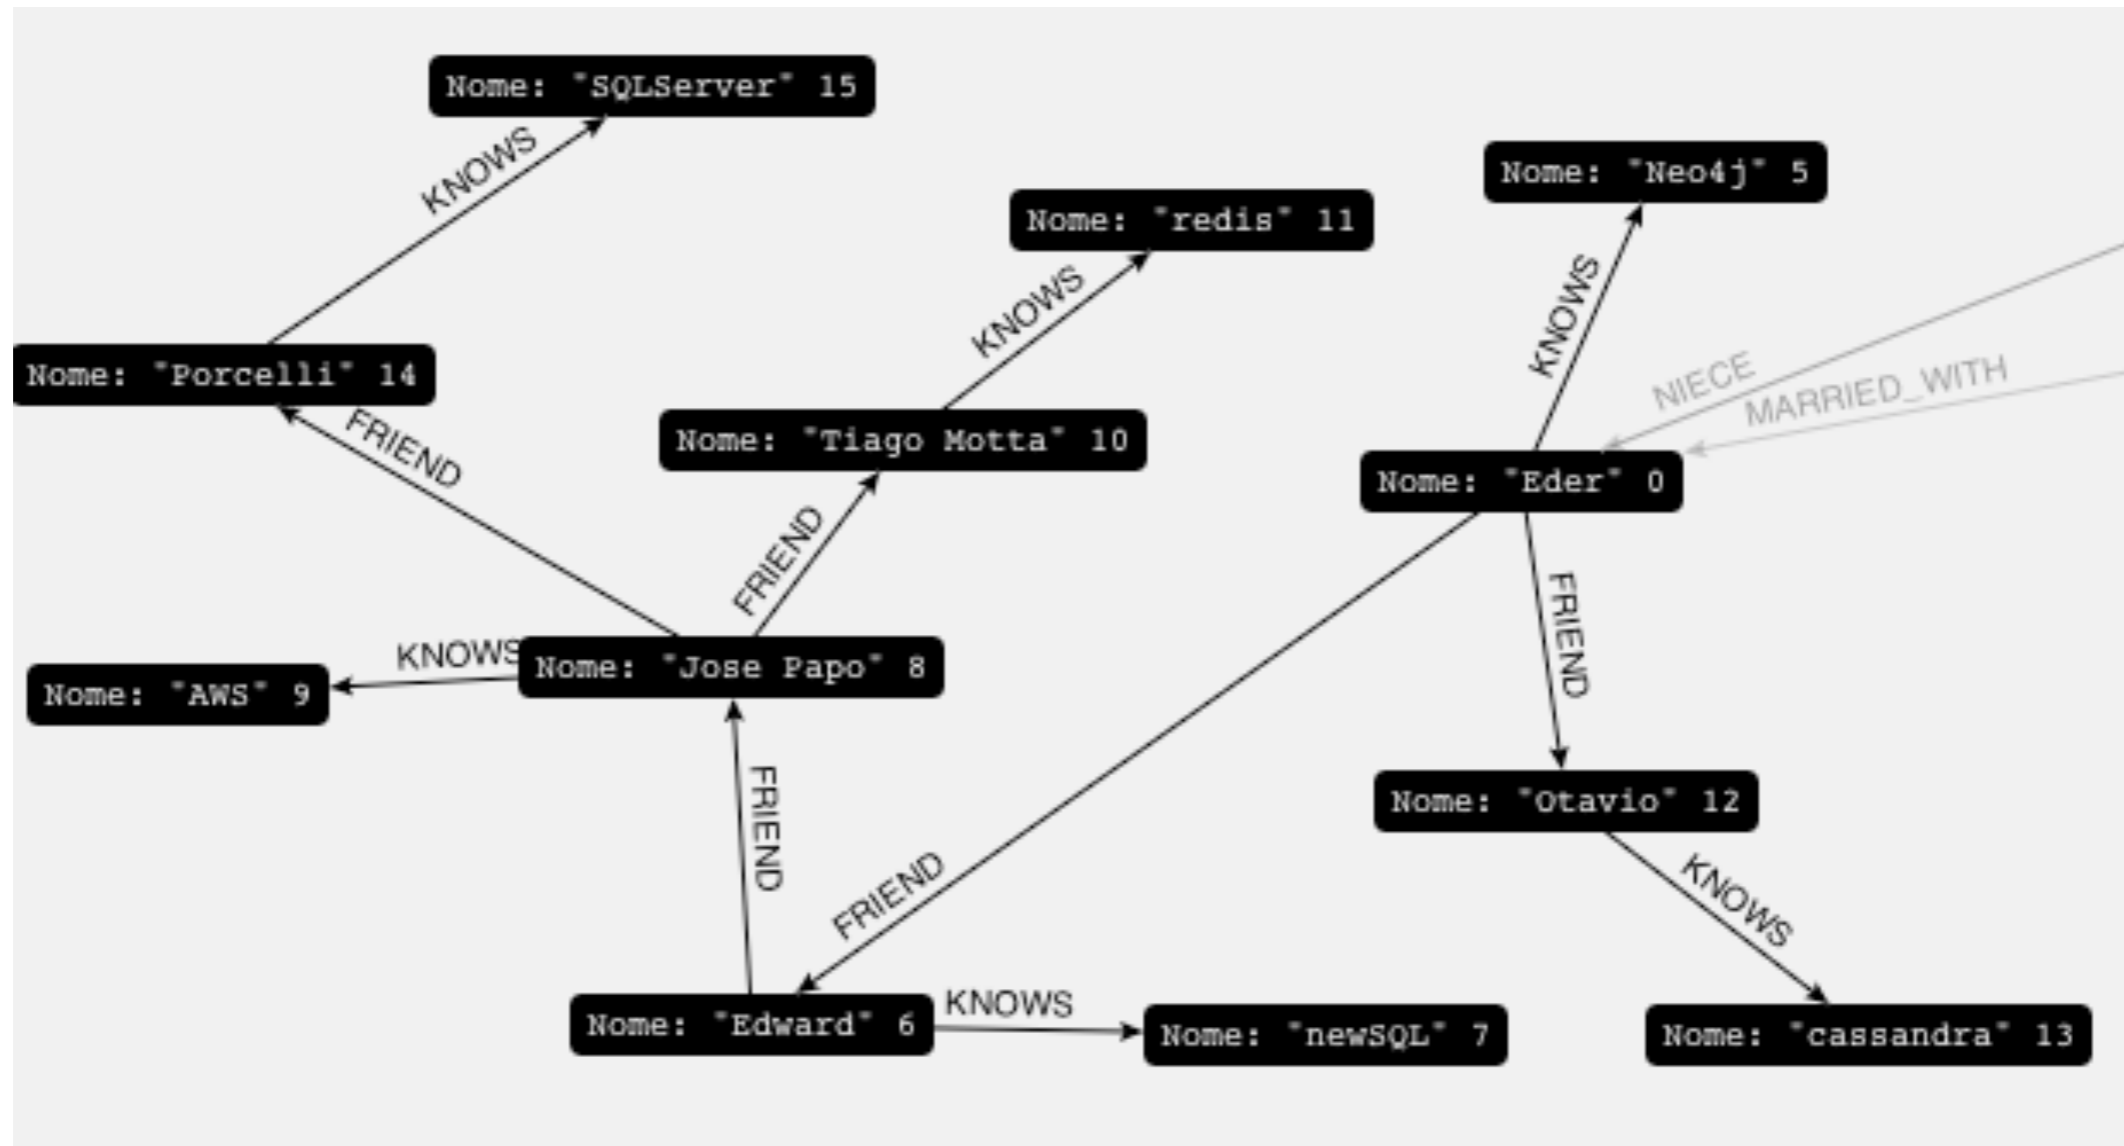 Nome: "SQLServer" 15
KNOWS
Nome: "Neo4j" 5
Nome: "redis" 11
KNOWS
KNOWS
Nome: "Porcelli" 14
NIECE
MARRIED_WITH
FRIEND
Nome: "Tiago Motta" 10
Nome: "Eder" 0
FRIEND
FRIEND
KNOWS
Nome: "Jose Papo" 8
Nome: "AWS" 9
FRIEND
Nome: "Otavio" 12
FRIEND
KNOWS
Nome: "Edward" 6
KNOWS
Nome: "newSQL" 7
Nome: "cassandra" 13